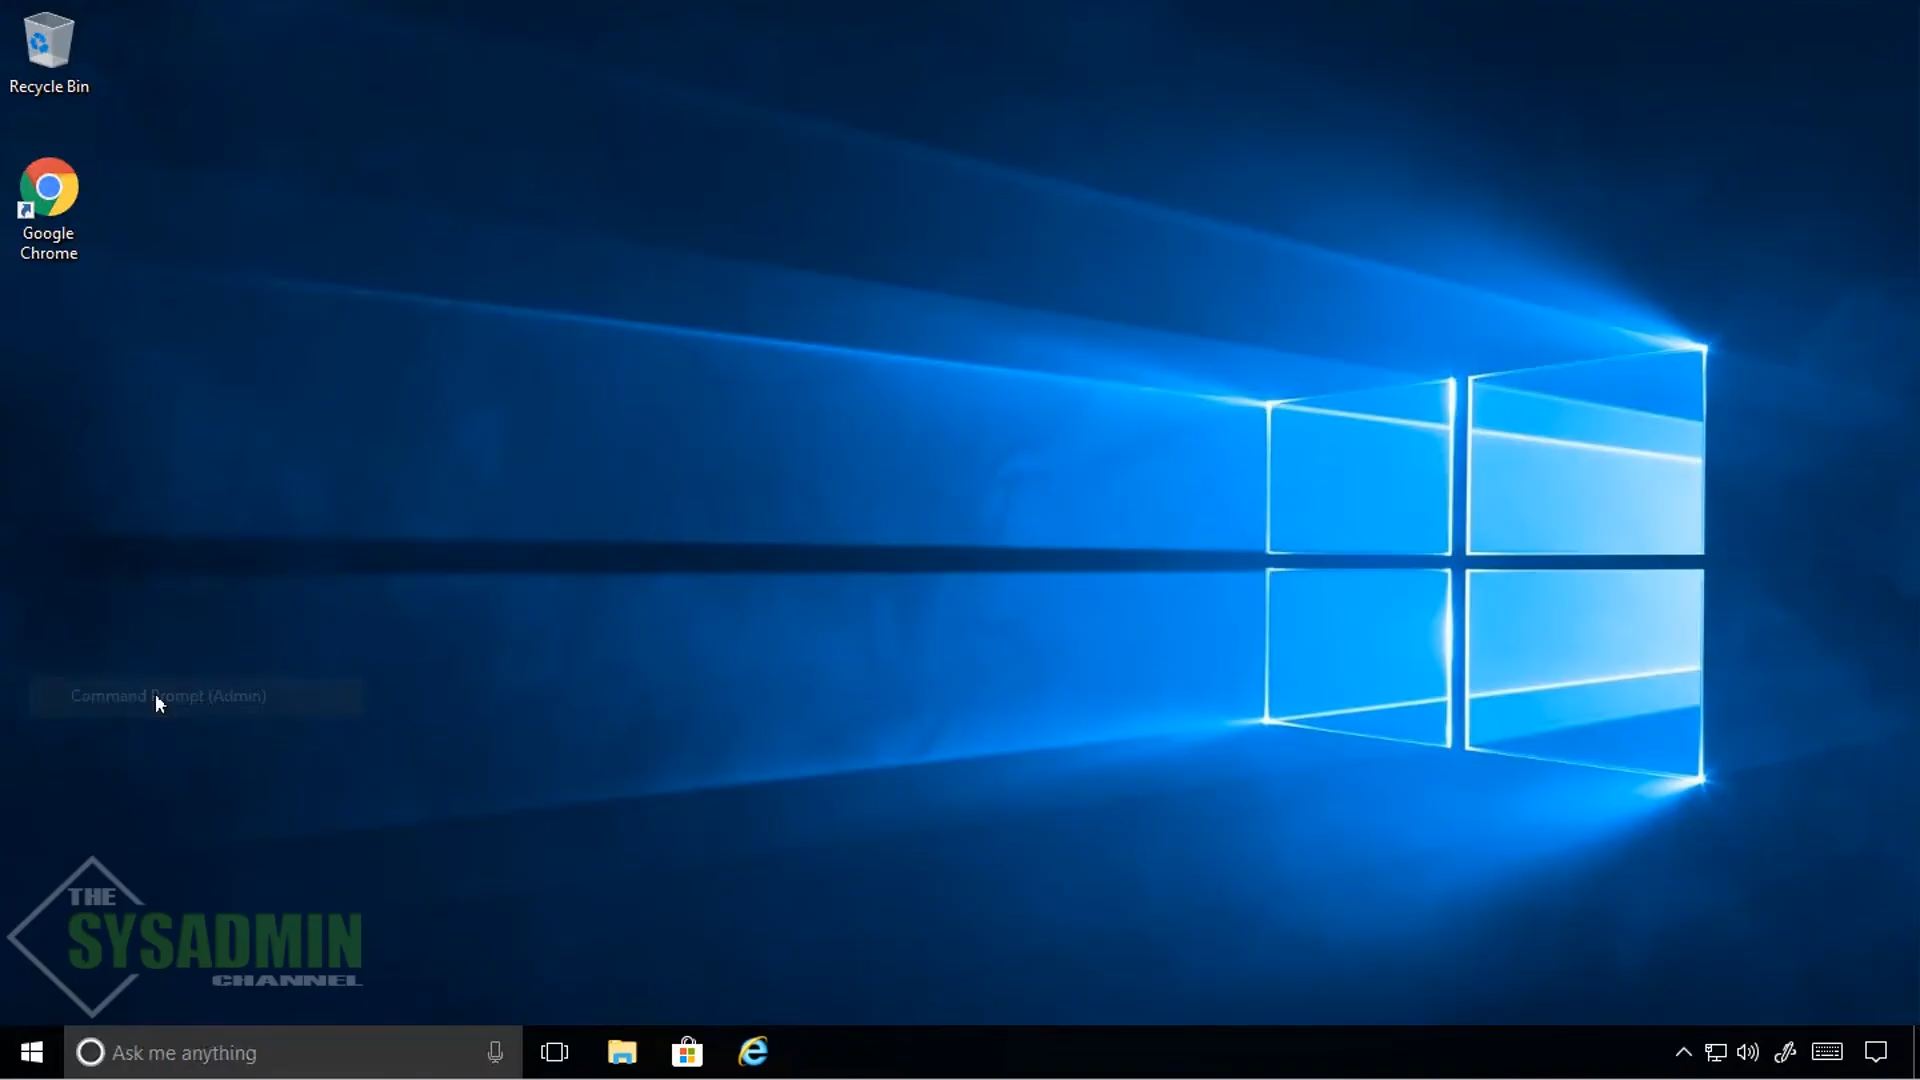 Recycle Bin
Google
Chrome
Command Prompt (Admin)
THE
SYSADMIN
CHANNEL
Ask me anything